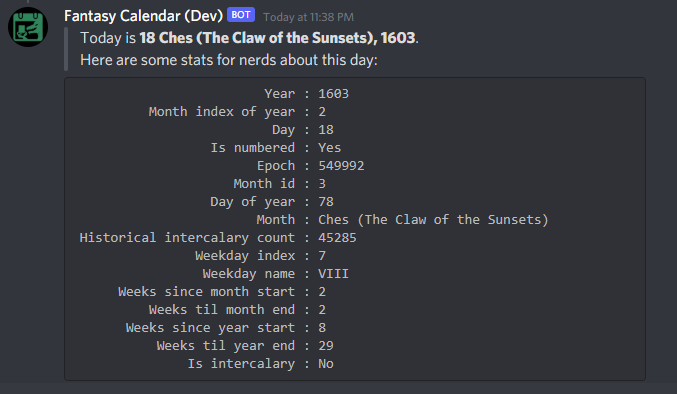 Fantasy Calendar (Dev) BOT Today at 11:38 PM
Today is 18 Ches (The Claw of the Sunsets), 1603.
Here are some stats for nerds about this day:
Year : 1603
Month index of year : 2
Day : 18
Is numbered : Yes
Epoch : 549992
Month id : 3
Day of year : 78
Month : Ches (The Claw of the Sunsets)
Historical intercalary count : 45285
Weekday index : 7
Weekday name : VIII
Weeks since month start : 2
Weeks til month end : 2
Weeks since year start : 8
Weeks til year end : 29
Is intercalary : No